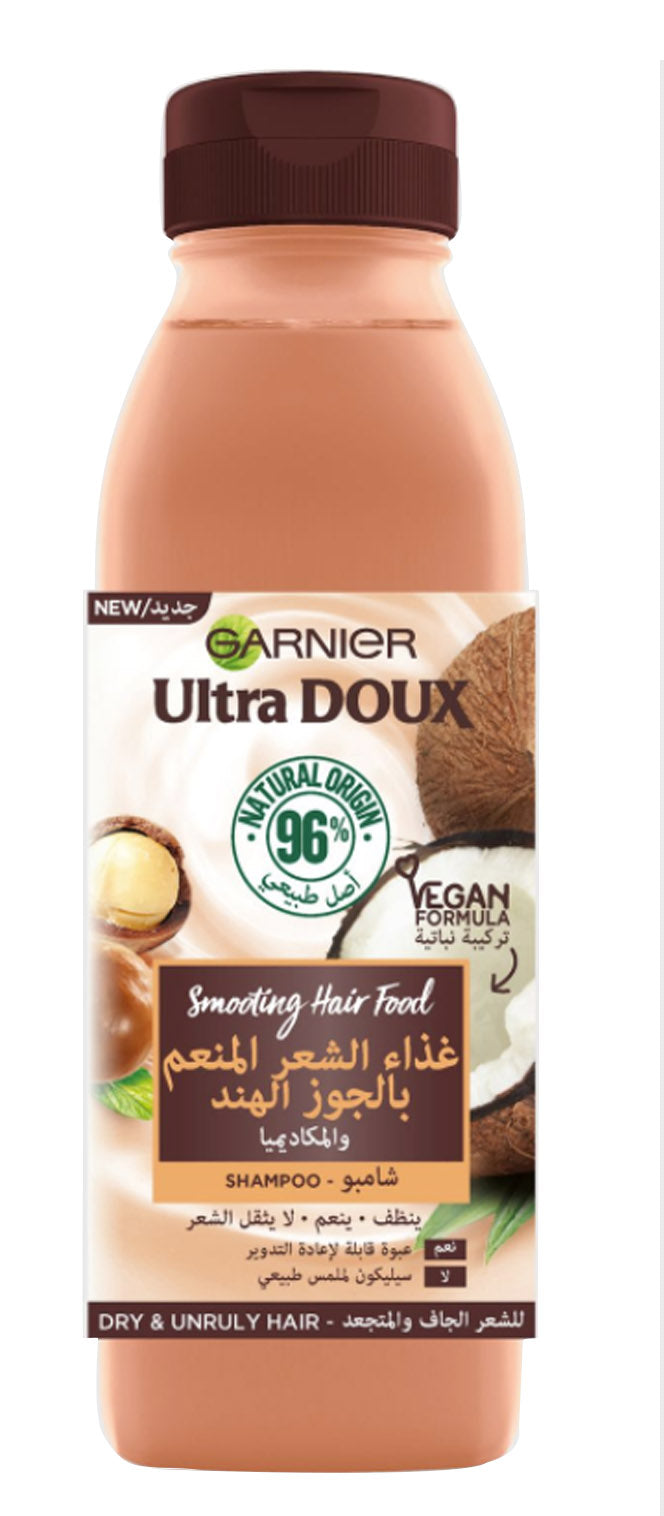 NEW/جديد
GARNIER
Ultra DOUX
NATURAL ORIGIN
96%
أصل طبيعي
VEGAN
FORMULA
تركيبة نباتية
Smooting Hair Food
غذاء الشعر المنعم
بالجوز الهند
والمكاديميا
SHAMPOO - شامبو
ينظف • ينعم • لا يثقل الشعر
نعم عبوة قابلة لإعادة التدوير
لا سيليكون لملمس طبيعي
DRY & UNRULY HAIR - للشعر الجاف والمتجعد